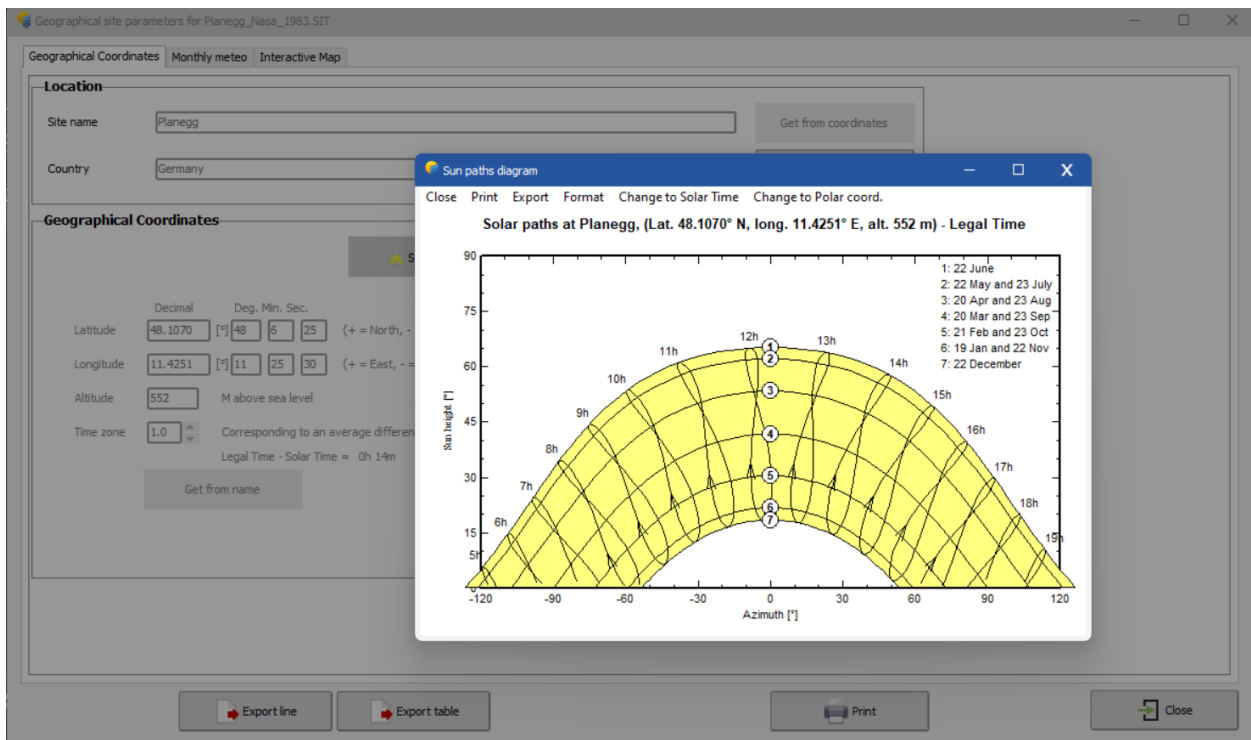 Geographical site parameters for Planegg_Nasa_1983.SIT
Geographical Coordinates Monthly meteo Interactive Map
Location
Site name Planegg Get from coordinates
Country Germany
Geographical Coordinates
S
Decimal Deg. Min. Sec.
Latitude 48.1070 [°] 48 6 25 (+ = North, -
Longitude 11.4251 [°] 11 25 30 (+ = East, - =
Altitude 552 M above sea level
Time zone 1.0 Corresponding to an average differen
Legal Time - Solar Time = 0h 14m
Get from name
Sun paths diagram
Close Print Export Format Change to Solar Time Change to Polar coord.
Solar paths at Planegg, (Lat. 48.1070° N, long. 11.4251° E, alt. 552 m) - Legal Time
1: 22 June
2: 22 May and 23 July
3: 20 Apr and 23 Aug
4: 20 Mar and 23 Sep
5: 21 Feb and 23 Oct
6: 19 Jan and 22 Nov
7: 22 December
90
75
60
45
30
15
0
Sun height [°]
5h
6h
7h
8h
9h
10h
11h
12h
13h
14h
15h
16h
17h
18h
19h
1
2
3
4
5
6
7
-120 -90 -60 -30 0 30 60 90 120
Azimuth [°]
Export line Export table Print Close